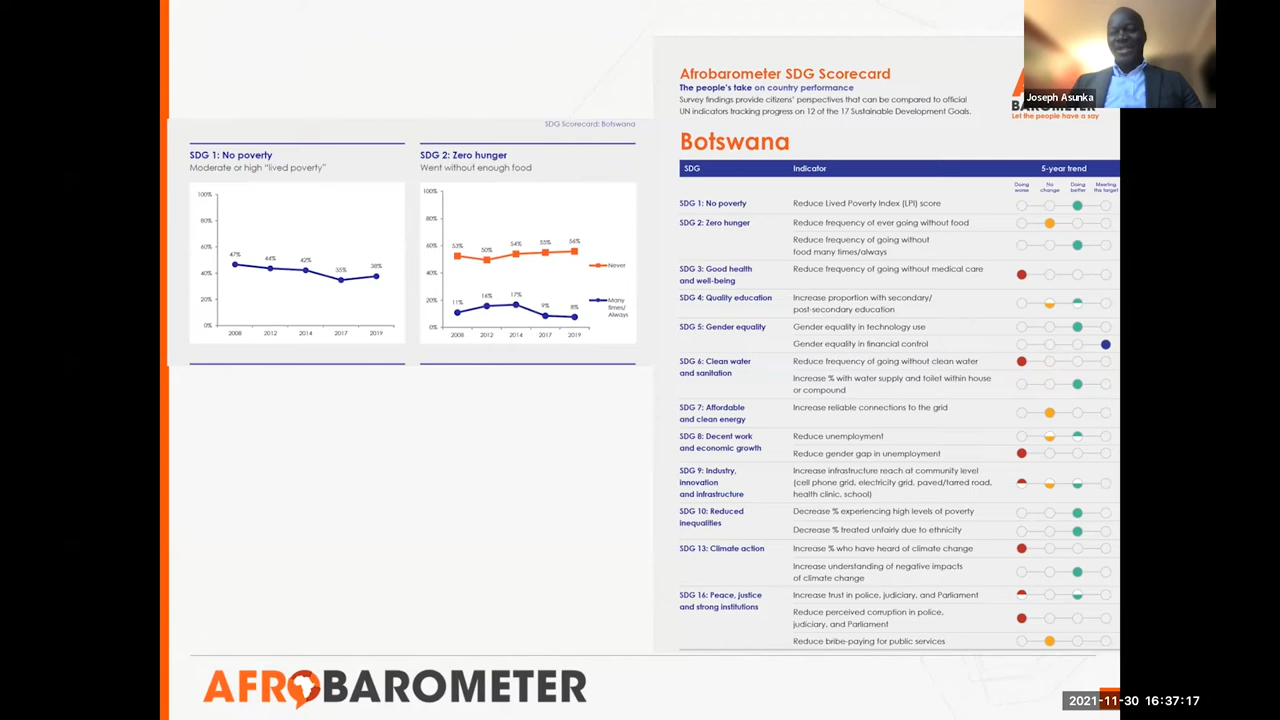 SDG Scorecard: Botswana
SDG 1: No poverty
Moderate or high "lived poverty"
100%
80%
60%
40%
20%
0%
47%
44%
42%
35%
38%
2008
2012
2014
2017
2019
SDG 2: Zero hunger
Went without enough food
100%
80%
60%
40%
20%
0%
53%
50%
54%
55%
56%
11%
16%
17%
9%
8%
Never
Many
times/
Always
2008
2012
2014
2017
2019
Afrobarometer SDG Scorecard
The people's take on country performance
Survey findings provide citizens' perspectives that can be compared to official
UN indicators tracking progress on 12 of the 17 Sustainable Development Goals.
Joseph Asunka
BAROMETER
Let the people have a say
Botswana
SDG Indicator 5-year trend
Doing
worse
No
change
Doing
better
Meeting
this target
SDG 1: No poverty Reduce Lived Poverty Index (LPI) score
SDG 2: Zero hunger Reduce frequency of ever going without food
Reduce frequency of going without
food many times/always
SDG 3: Good health Reduce frequency of going without medical care
and well-being
SDG 4: Quality education Increase proportion with secondary/
post-secondary education
SDG 5: Gender equality Gender equality in technology use
Gender equality in financial control
SDG 6: Clean water Reduce frequency of going without clean water
and sanitation
Increase % with water supply and toilet within house
or compound
SDG 7: Affordable Increase reliable connections to the grid
and clean energy
SDG 8: Decent work Reduce unemployment
and economic growth
Reduce gender gap in unemployment
SDG 9: Industry, Increase infrastructure reach at community level
innovation (cell phone grid, electricity grid, paved/tarred road,
and infrastructure health clinic, school)
SDG 10: Reduced Decrease % experiencing high levels of poverty
inequalities
Decrease % treated unfairly due to ethnicity
SDG 13: Climate action Increase % who have heard of climate change
Increase understanding of negative impacts
of climate change
SDG 16: Peace, justice Increase trust in police, judiciary, and Parliament
and strong institutions
Reduce perceived corruption in police,
judiciary, and Parliament
Reduce bribe-paying for public services
AFROBAROMETER
2021-11-30 16:37:17